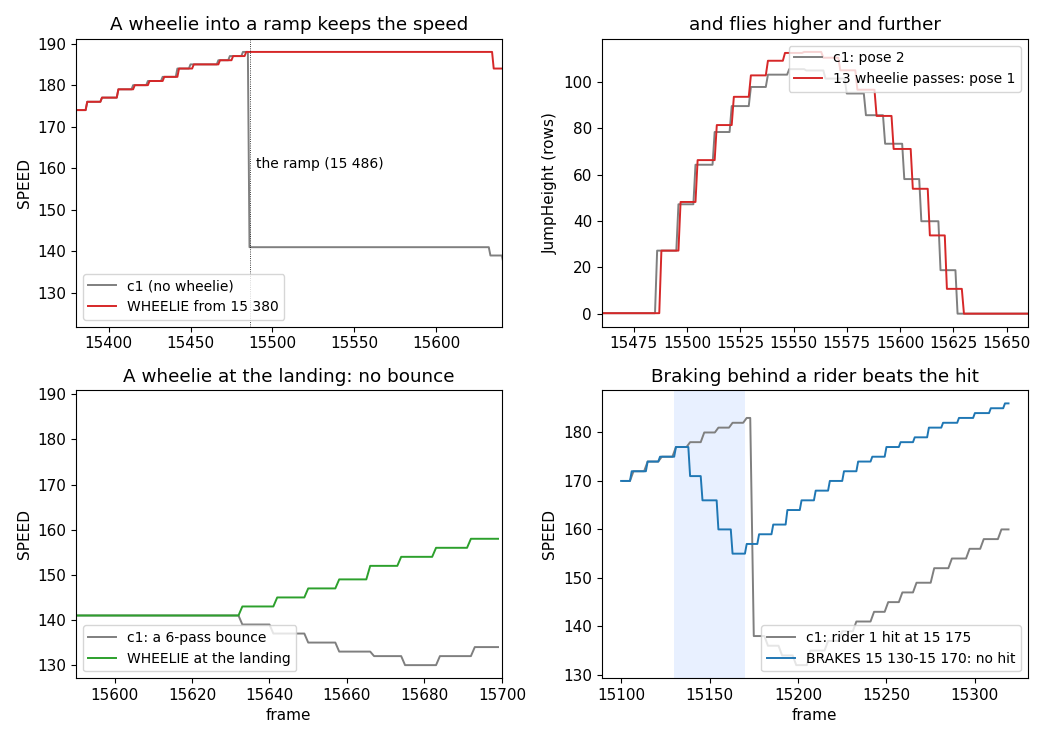 A wheelie into a ramp keeps the speed
190
180
170
160
150
140
130
SPEED
the ramp (15 486)
c1 (no wheelie)
WHEELIE from 15 380
15400 15450 15500 15550 15600
and flies higher and further
100
80
60
40
20
0
JumpHeight (rows)
c1: pose 2
13 wheelie passes: pose 1
15475 15500 15525 15550 15575 15600 15625 15650
A wheelie at the landing: no bounce
190
180
170
160
150
140
130
SPEED
c1: a 6-pass bounce
WHEELIE at the landing
15600 15620 15640 15660 15680 15700
frame
Braking behind a rider beats the hit
180
170
160
150
140
130
SPEED
c1: rider 1 hit at 15 175
BRAKES 15 130-15 170: no hit
15100 15150 15200 15250 15300
frame